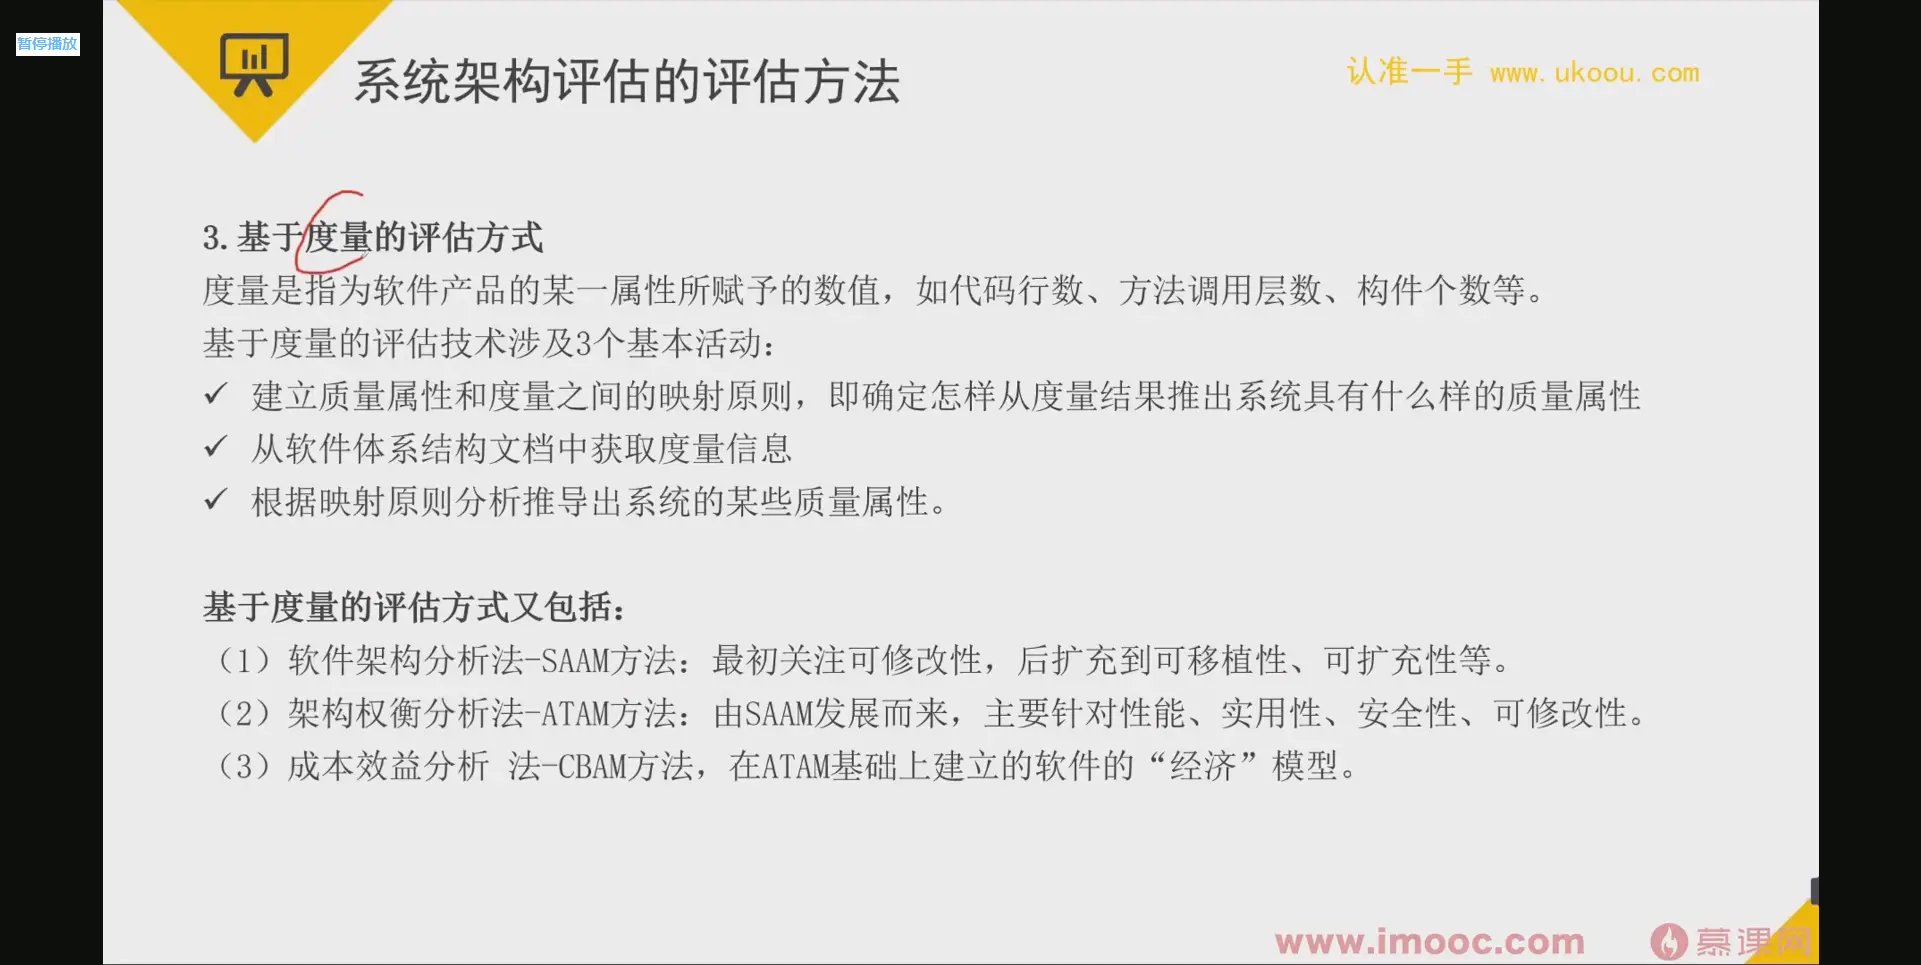 暂停播放
系统架构评估的评估方法
认准一手 www.ukoou.com
3.基于度量的评估方式
度量是指为软件产品的某一属性所赋予的数值，如代码行数、方法调用层数、构件个数等。
基于度量的评估技术涉及3个基本活动：
✓ 建立质量属性和度量之间的映射原则，即确定怎样从度量结果推出系统具有什么样的质量属性
✓ 从软件体系结构文档中获取度量信息
✓ 根据映射原则分析推导出系统的某些质量属性。
基于度量的评估方式又包括：
（1）软件架构分析法-SAAM方法：最初关注可修改性，后扩充到可移植性、可扩充性等。
（2）架构权衡分析法-ATAM方法：由SAAM发展而来，主要针对性能、实用性、安全性、可修改性。
（3）成本效益分析 法-CBAM方法，在ATAM基础上建立的软件的“经济”模型。
www.imooc.com 慕课网